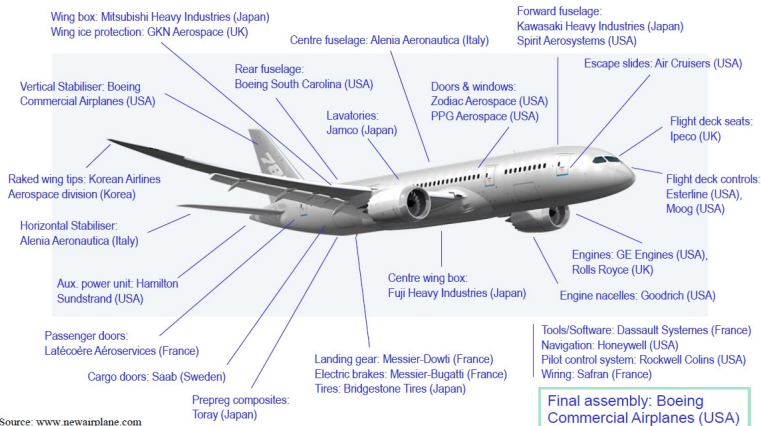 Wing box: Mitsubishi Heavy Industries (Japan)
Wing ice protection: GKN Aerospace (UK)
Centre fuselage: Alenia Aeronautica (Italy)
Forward fuselage:
Kawasaki Heavy Industries (Japan)
Spirit Aerosystems (USA)
Escape slides: Air Cruisers (USA)
Vertical Stabiliser: Boeing
Commercial Airplanes (USA)
Rear fuselage:
Boeing South Carolina (USA)
Lavatories:
Jamco (Japan)
Doors & windows:
Zodiac Aerospace (USA)
PPG Aerospace (USA)
Flight deck seats:
Ipeco (UK)
787
Raked wing tips: Korean Airlines
Aerospace division (Korea)
Flight deck controls:
Esterline (USA),
Moog (USA)
Horizontal Stabiliser:
Alenia Aeronautica (Italy)
Engines: GE Engines (USA),
Rolls Royce (UK)
Aux. power unit: Hamilton
Sundstrand (USA)
Centre wing box:
Fuji Heavy Industries (Japan)
Engine nacelles: Goodrich (USA)
Passenger doors:
Latécoère Aéroservices (France)
Cargo doors: Saab (Sweden)
Prepreg composites:
Toray (Japan)
Landing gear: Messier-Dowti (France)
Electric brakes: Messier-Bugatti (France)
Tires: Bridgestone Tires (Japan)
Tools/Software: Dassault Systemes (France)
Navigation: Honeywell (USA)
Pilot control system: Rockwell Colins (USA)
Wiring: Safran (France)
Final assembly: Boeing
Commercial Airplanes (USA)
Source: www.newairplane.com